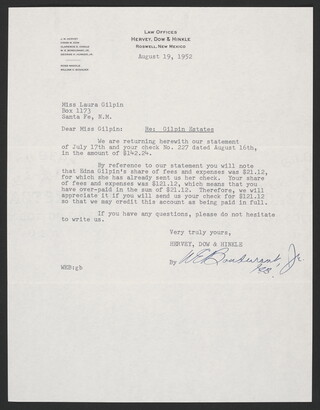 LAW OFFICES
HERVEY, DOW & HINKLE
ROSWELL, NEW MEXICO
August 19, 1952
Miss Laura Gilpin
Box 1173
Santa Fe, N.M.
Dear Miss Gilpin: Re: Gilpin Estates
We are returning herewith our statement
of July 17th and your check No. 227 dated August 16th,
in the amount of $142.24.
By reference to our statement you will note
that Edna Gilpin's share of fees and expenses was $21.12,
for which she has already sent us her check. Your share
of fees and expenses was $121.12, which means that you
have over-paid in the sum of $21.12. Therefore, we will
appreciate it if you will send us your check for $121.12
so that we may credit this account as being paid in full.
If you have any questions, please do not hesitate
to write us.
Very truly yours,
HERVEY, DOW & HINKLE
By WEBondurant, Jr.
WEB:gb